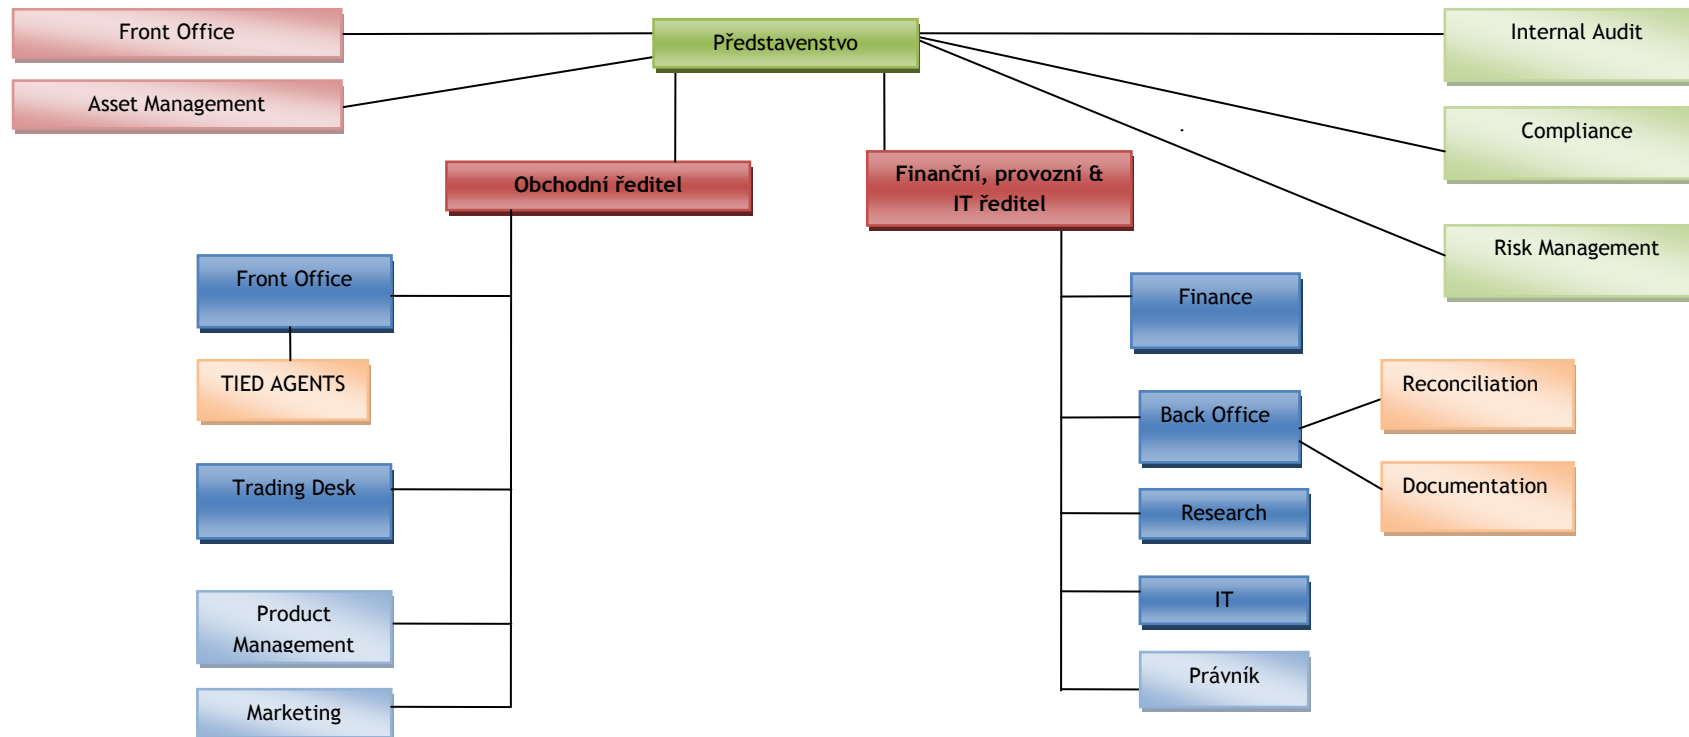 Front Office
Představenstvo
Internal Audit
Asset Management
Compliance
Obchodní ředitel
Finanční, provozní &
IT ředitel
Risk Management
Front Office
Finance
TIED AGENTS
Reconciliation
Back Office
Trading Desk
Documentation
Research
Product
Management
IT
Právník
Marketing